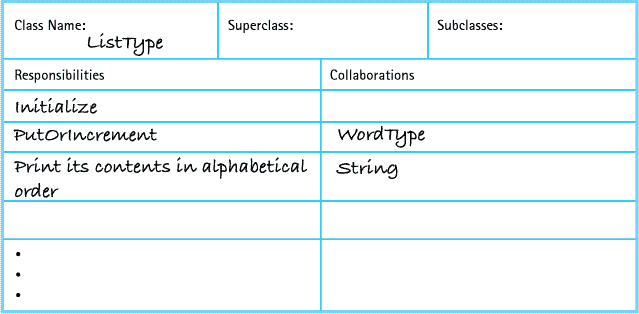 Class Name: Superclass: Subclasses:
ListType
Responsibilities Collaborations
Initialize
PutOrIncrement WordType
Print its contents in alphabetical String
order
•
•
•